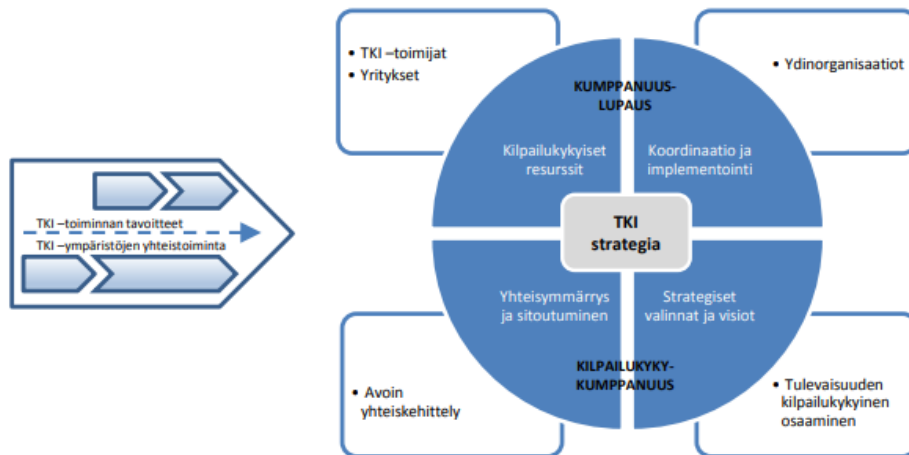 • TKI –toimijat
• Yritykset
• Ydinorganisaatiot
KUMPPANUUS-
LUPAUS
Kilpailukykyiset
resurssit
Koordinaatio ja
implementointi
TKI –toiminnan tavoitteet
TKI –ympäristöjen yhteistoiminta
TKI
strategia
Yhteisymmärrys
ja sitoutuminen
Strategiset
valinnat ja visiot
KILPAILUKYKY-
KUMPPANUUS
• Avoin
yhteiskehittely
• Tulevaisuuden
kilpailukykyinen
osaaminen